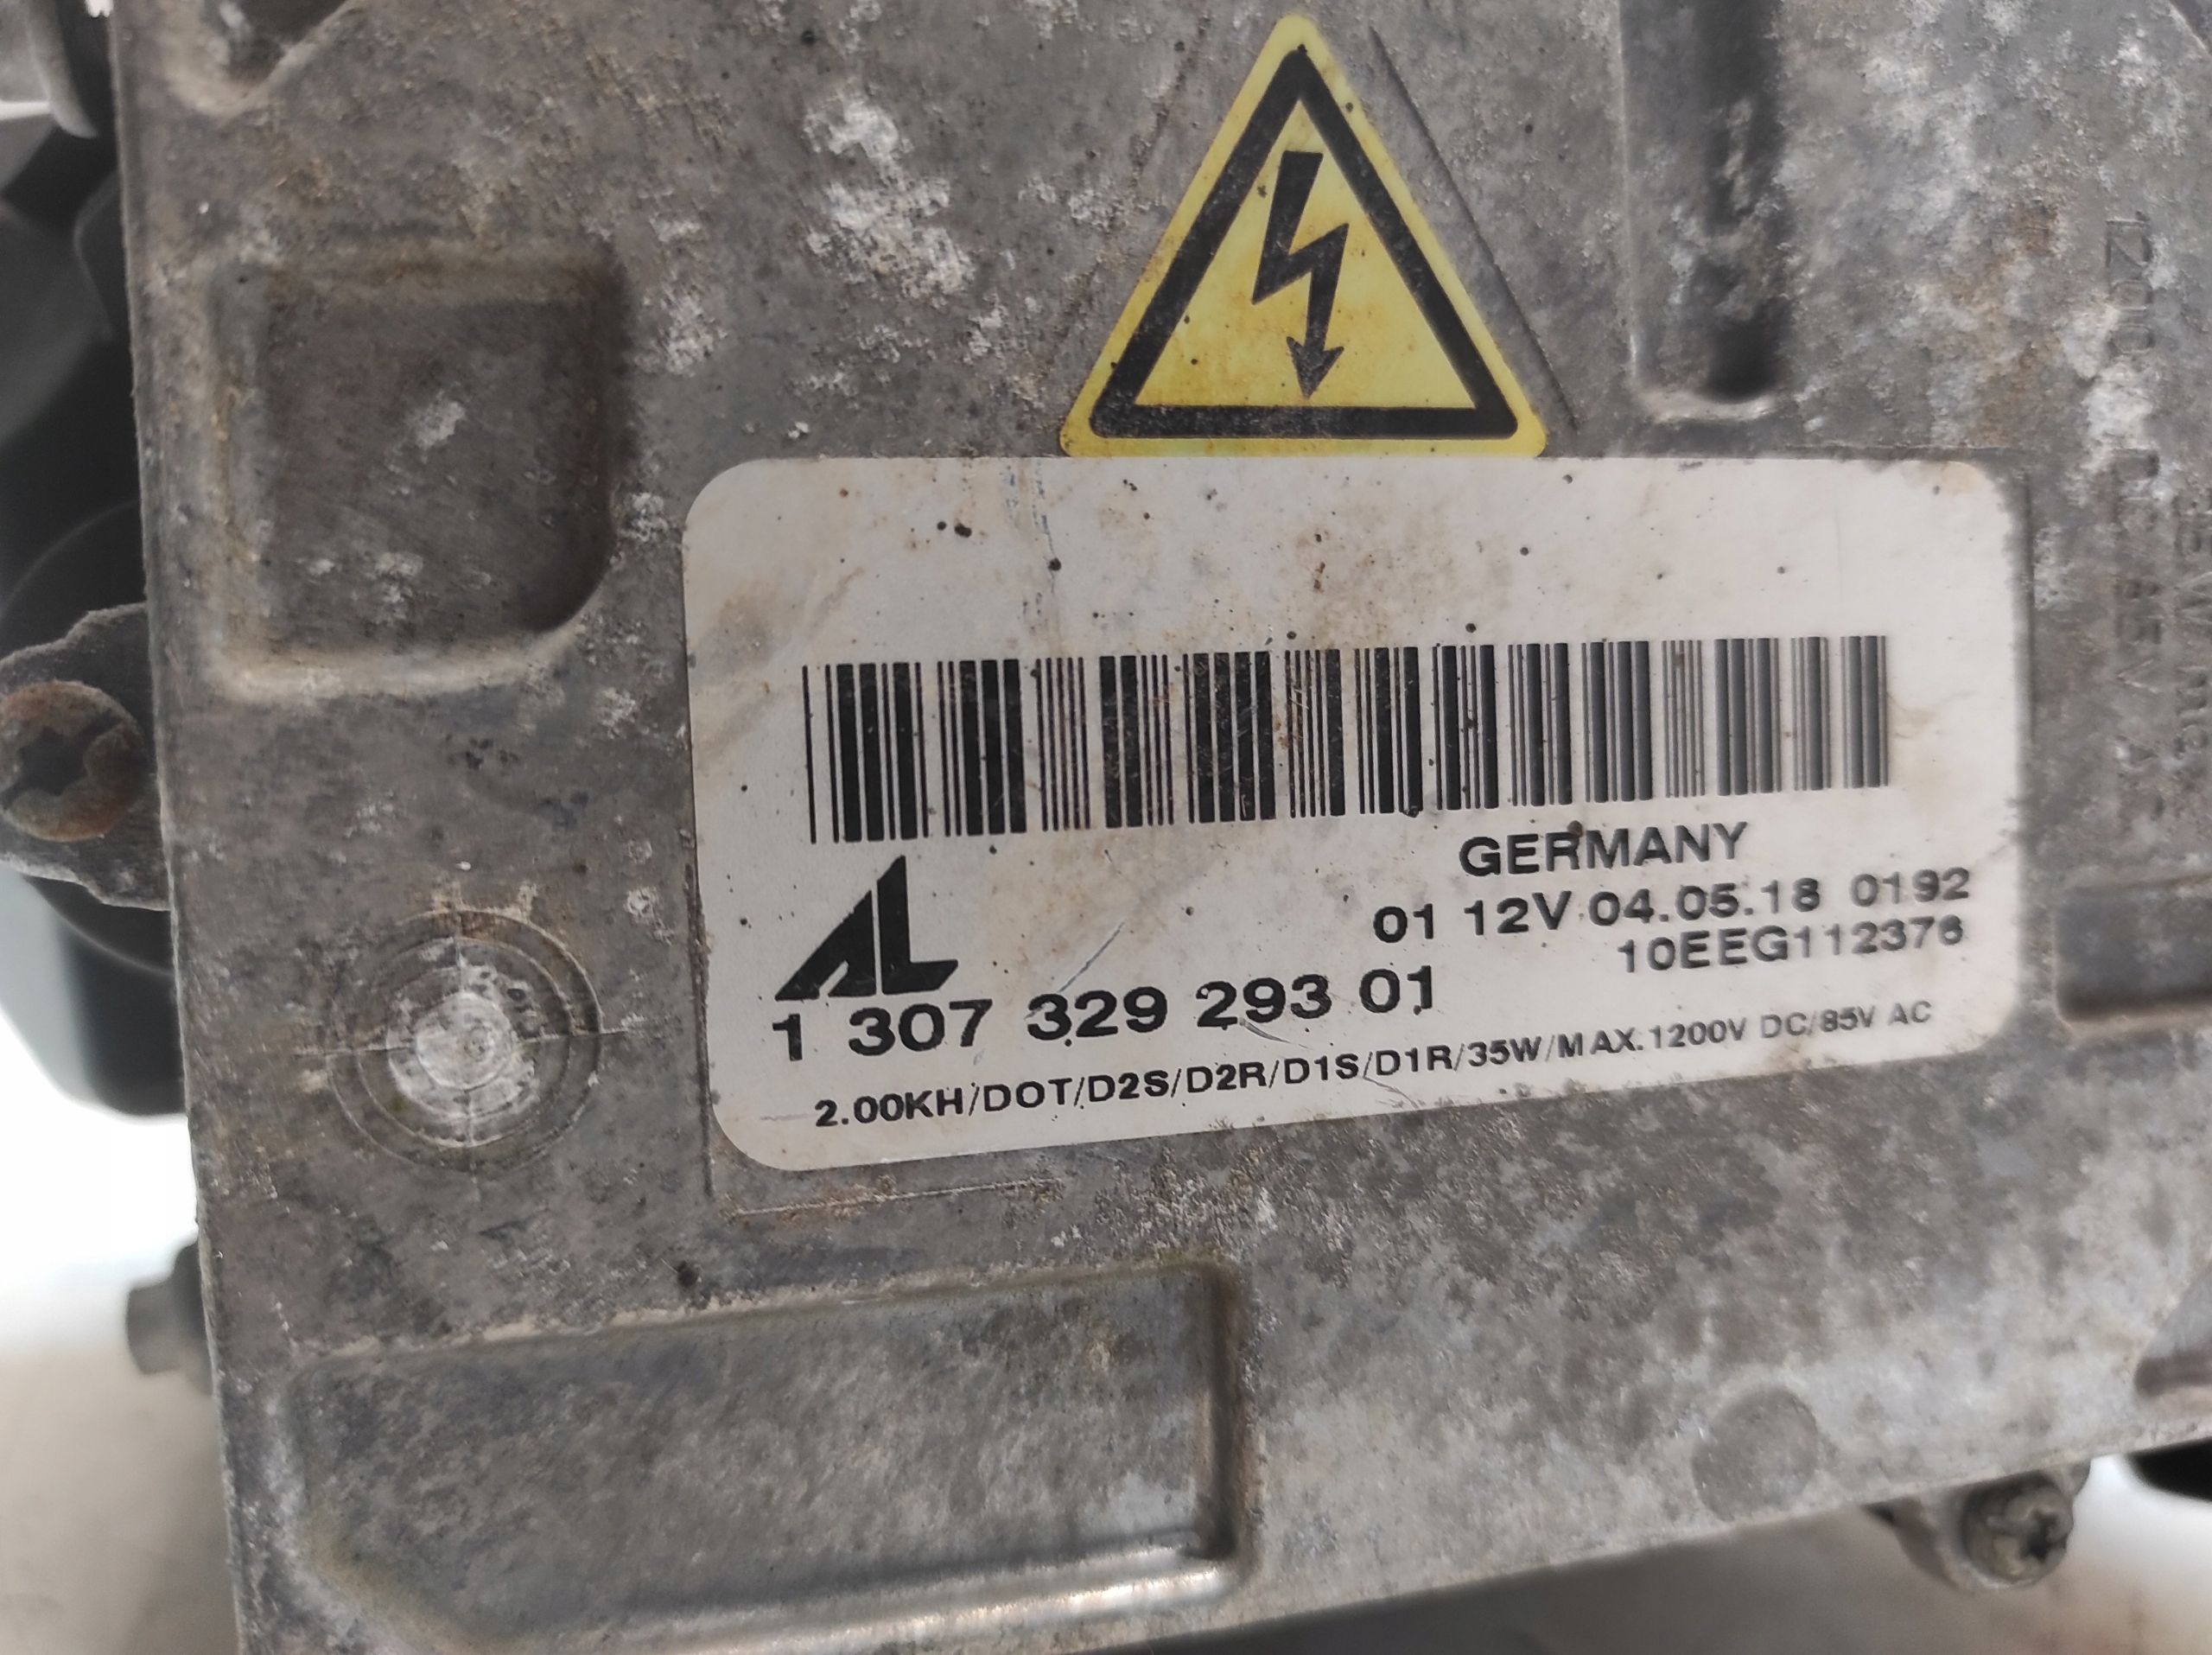 GERMANY
01 12V 04.05.18 0192
10EEG112376
AL
1 307 329 293 01
2.00KH/DOT/D2S/D2R/D1S/D1R/35W/MAX.1200V DC/85V AC